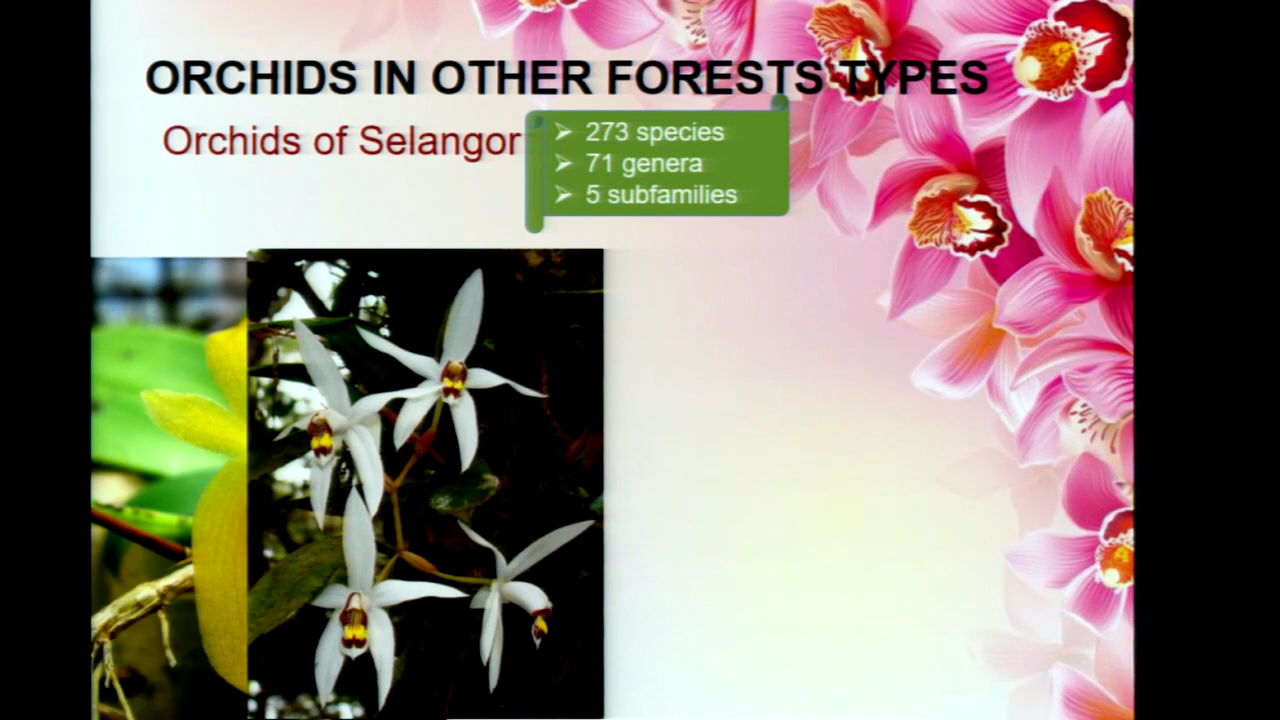 ORCHIDS IN OTHER FORESTS TYPES
Orchids of Selangor
➢ 273 species
➢ 71 genera
➢ 5 subfamilies